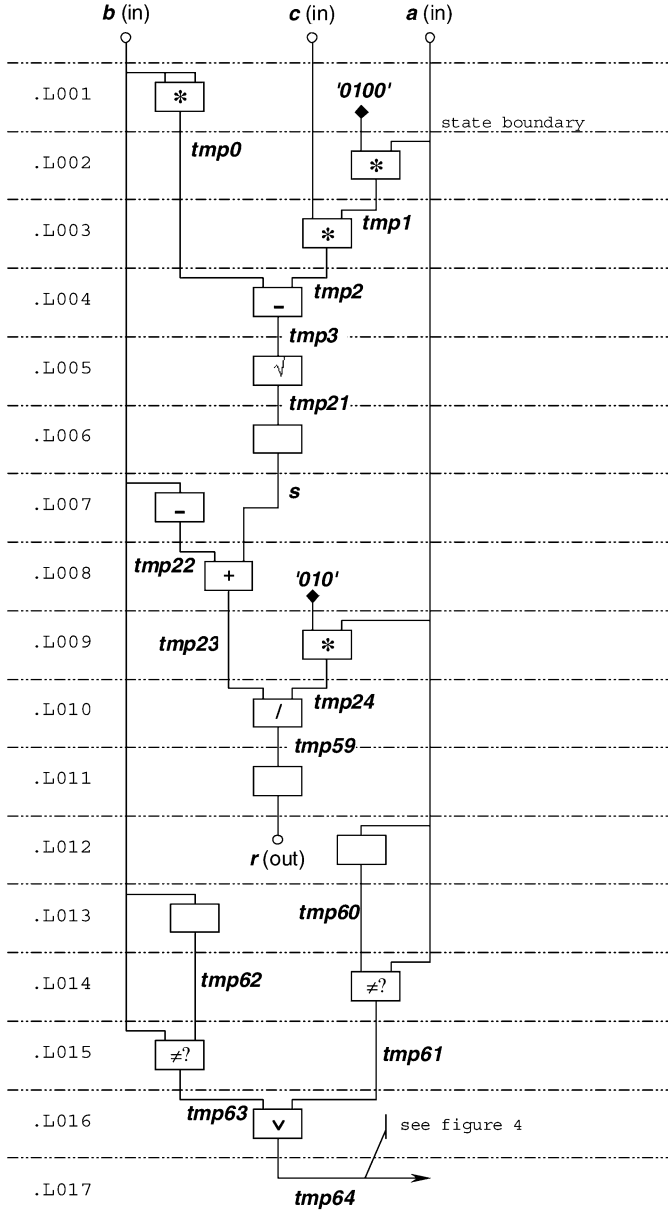 b (in) c (in) a (in)
.L001 * '0100'
state boundary
tmp0
.L002 *
.L003 * tmp1
.L004 - tmp2
tmp3
.L005 √
tmp21
.L006
s
.L007 -
.L008 tmp22 + '010'
.L009 tmp23 *
.L010 / tmp24
tmp59
.L011
.L012
r (out)
.L013 tmp60
.L014 tmp62 ≠?
.L015 ≠? tmp61
.L016 tmp63 ∨ see figure 4
.L017
tmp64